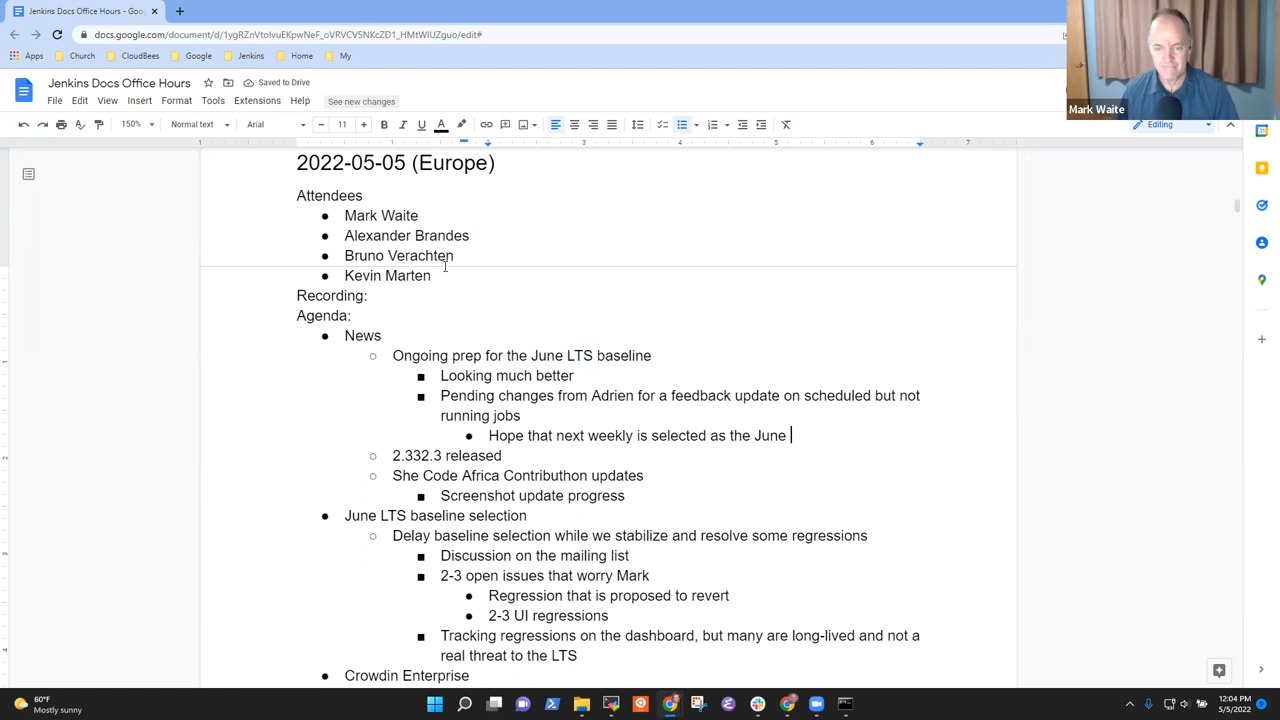 Jenkins Docs Office Hours - Goo
docs.google.com/document/d/1ygRZnVtoIvuEKpwNeF_oVRVCV5NKcZD1_HMtWIUZguo/edit#
Apps
Church
CloudBees
Google
Jenkins
Home
My
Jenkins Docs Office Hours
Saved to Drive
File Edit View Insert Format Tools Extensions Help
See new changes
150%
Normal text
Arial
11
Editing
Mark Waite
2022-05-05 (Europe)
Attendees
● Mark Waite
● Alexander Brandes
● Bruno Verachten
● Kevin Marten
Recording:
Agenda:
● News
○ Ongoing prep for the June LTS baseline
■ Looking much better
■ Pending changes from Adrien for a feedback update on scheduled but not
running jobs
● Hope that next weekly is selected as the June
○ 2.332.3 released
○ She Code Africa Contributhon updates
■ Screenshot update progress
● June LTS baseline selection
○ Delay baseline selection while we stabilize and resolve some regressions
■ Discussion on the mailing list
■ 2-3 open issues that worry Mark
● Regression that is proposed to revert
● 2-3 UI regressions
■ Tracking regressions on the dashboard, but many are long-lived and not a
real threat to the LTS
● Crowdin Enterprise
60°F
Mostly sunny
12:04 PM
5/5/2022